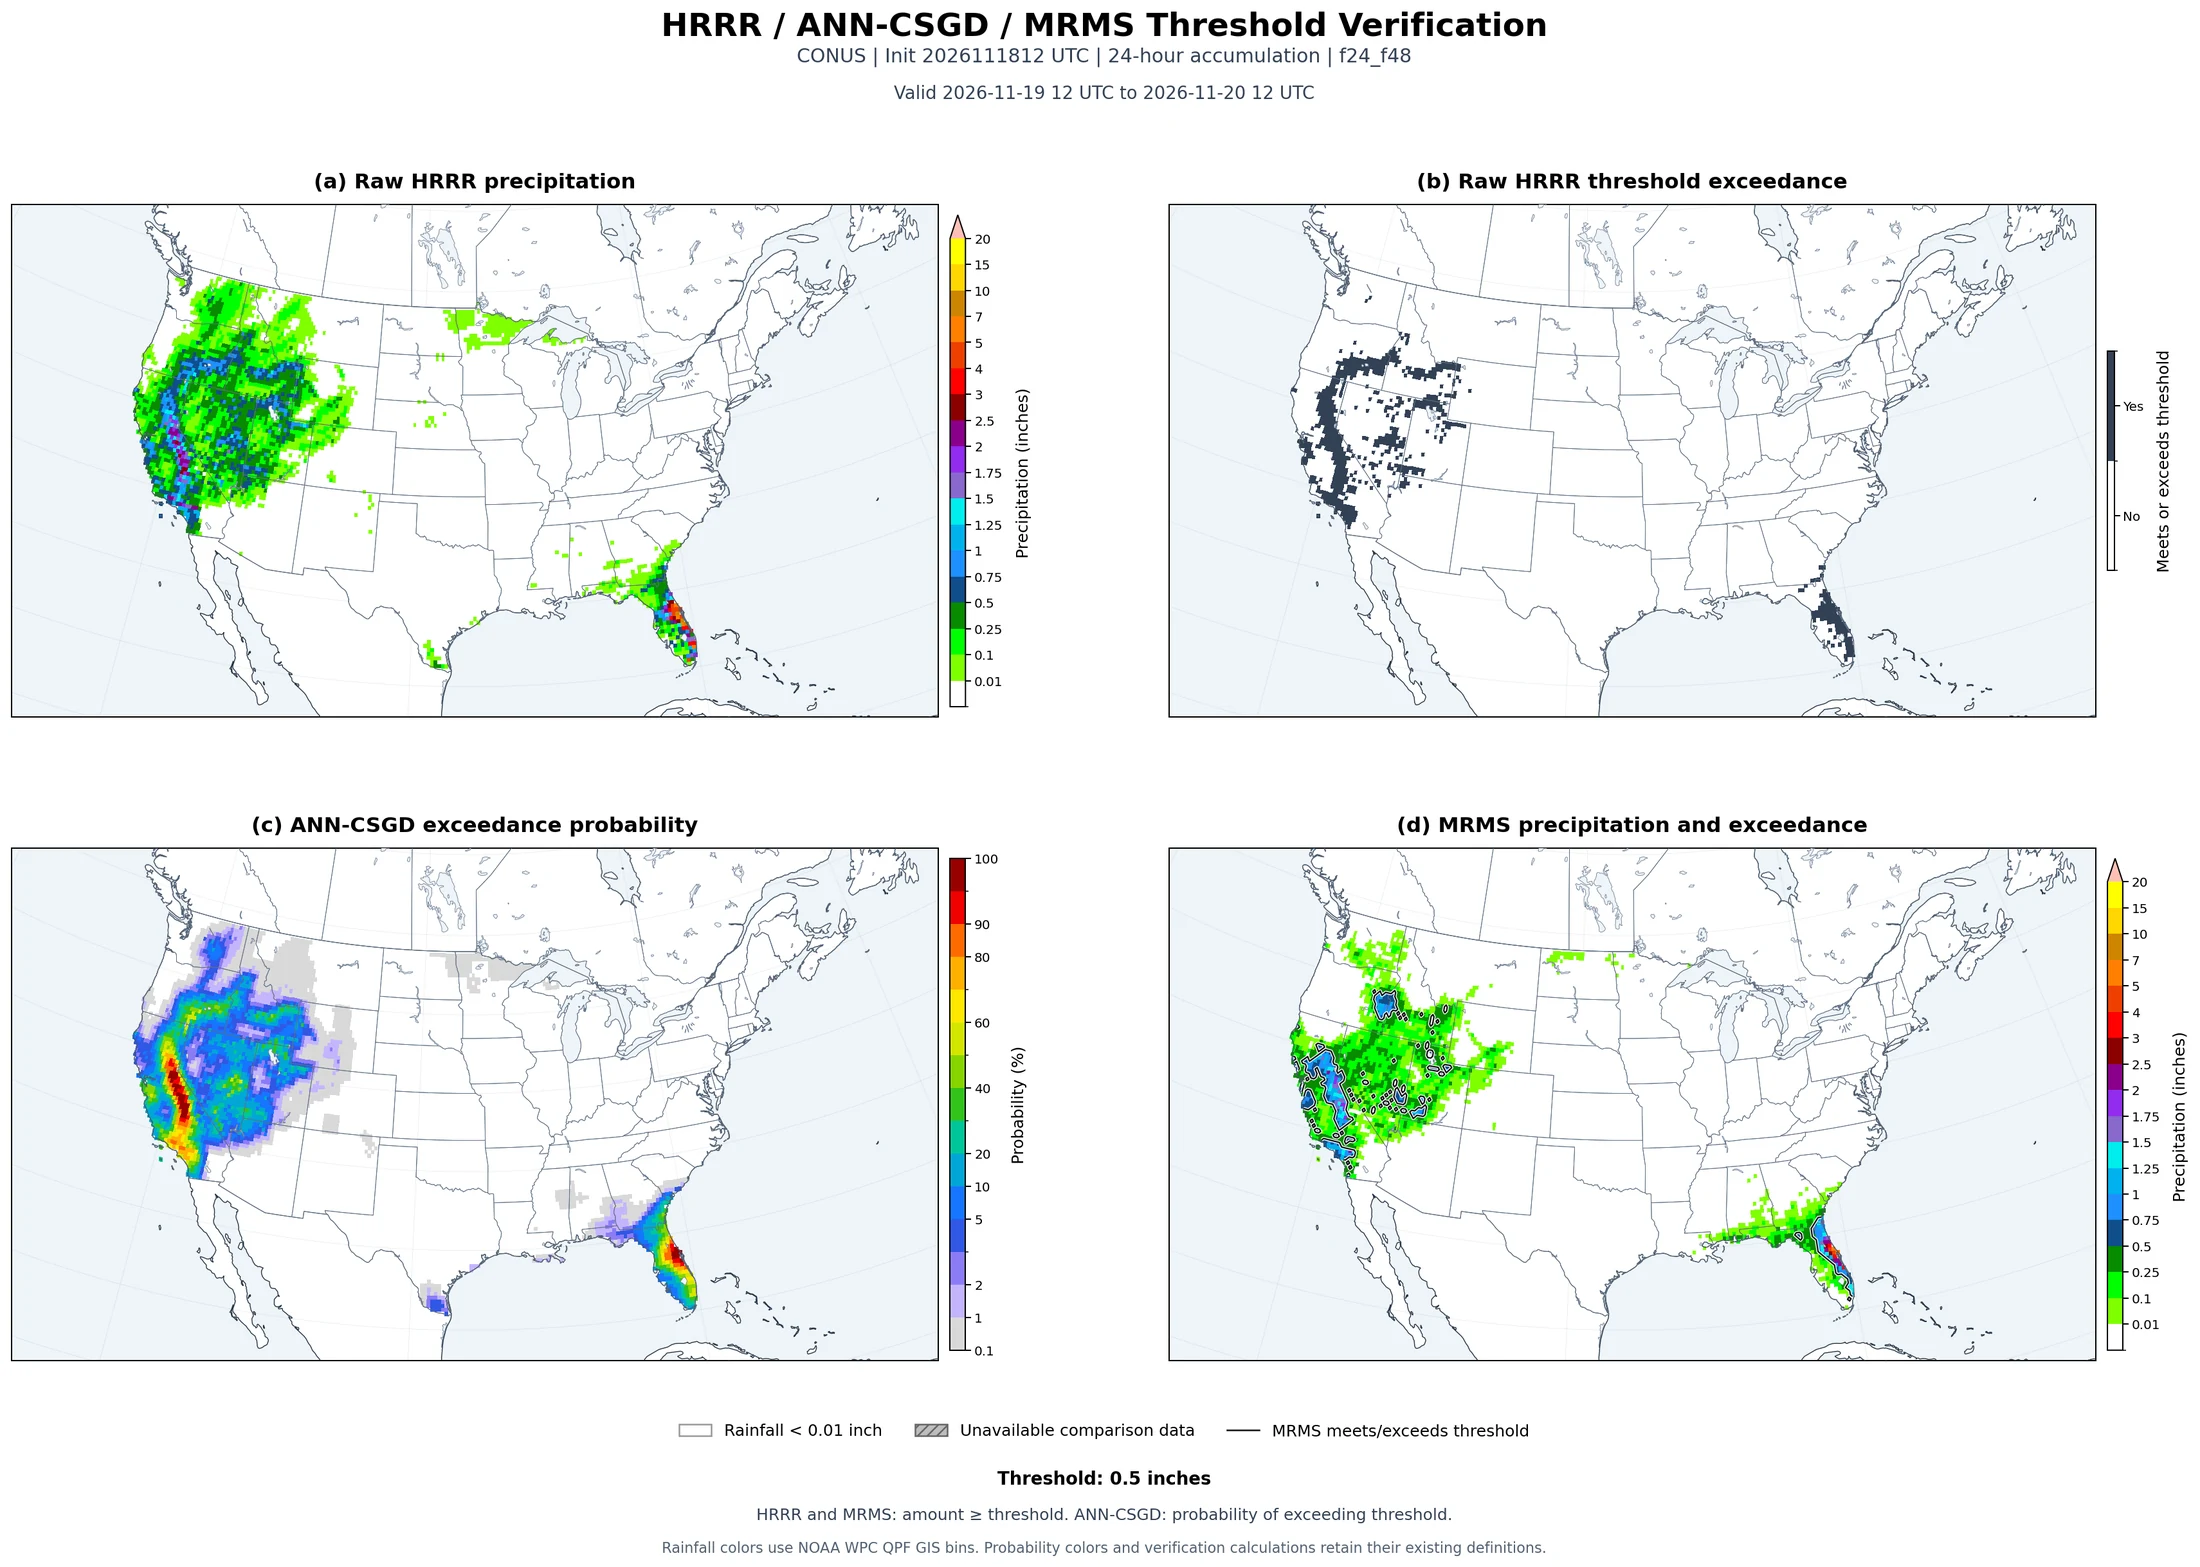 HRRR / ANN-CSGD / MRMS Threshold Verification
CONUS | Init 2026111812 UTC | 24-hour accumulation | f24_f48
Valid 2026-11-19 12 UTC to 2026-11-20 12 UTC
(a) Raw HRRR precipitation
20
15
10
7
5
4
3
2.5
2
1.75
1.5
1.25
1
0.75
0.5
0.25
0.1
0.01
Precipitation (inches)
(b) Raw HRRR threshold exceedance
Yes
No
Meets or exceeds threshold
(c) ANN-CSGD exceedance probability
100
90
80
60
40
20
10
5
2
1
0.1
Probability (%)
(d) MRMS precipitation and exceedance
20
15
10
7
5
4
3
2.5
2
1.75
1.5
1.25
1
0.75
0.5
0.25
0.1
0.01
Precipitation (inches)
Rainfall < 0.01 inch
Unavailable comparison data
MRMS meets/exceeds threshold
Threshold: 0.5 inches
HRRR and MRMS: amount ≥ threshold. ANN-CSGD: probability of exceeding threshold.
Rainfall colors use NOAA WPC QPF GIS bins. Probability colors and verification calculations retain their existing definitions.